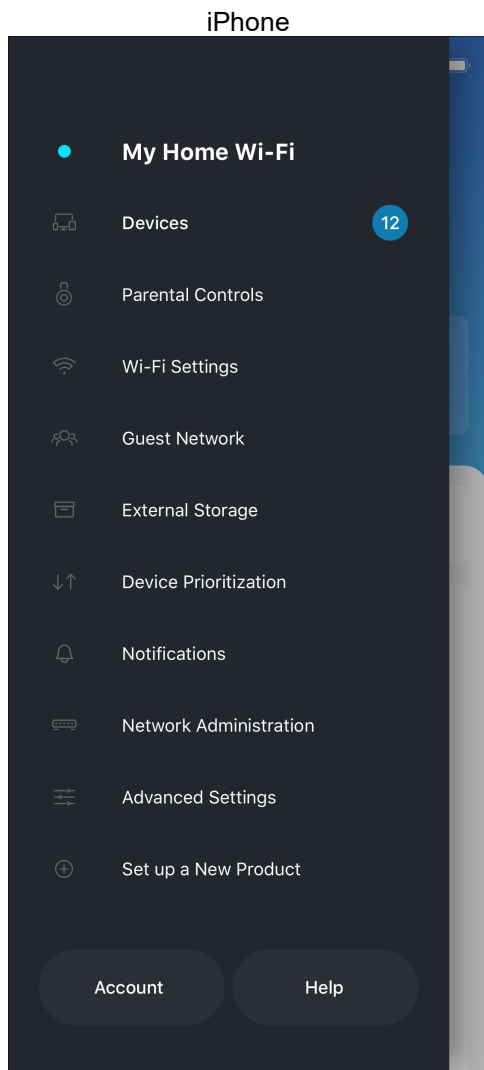 iPhone
My Home Wi-Fi
Devices 12
Parental Controls
Wi-Fi Settings
Guest Network
External Storage
Device Prioritization
Notifications
Network Administration
Advanced Settings
Set up a New Product
Account Help